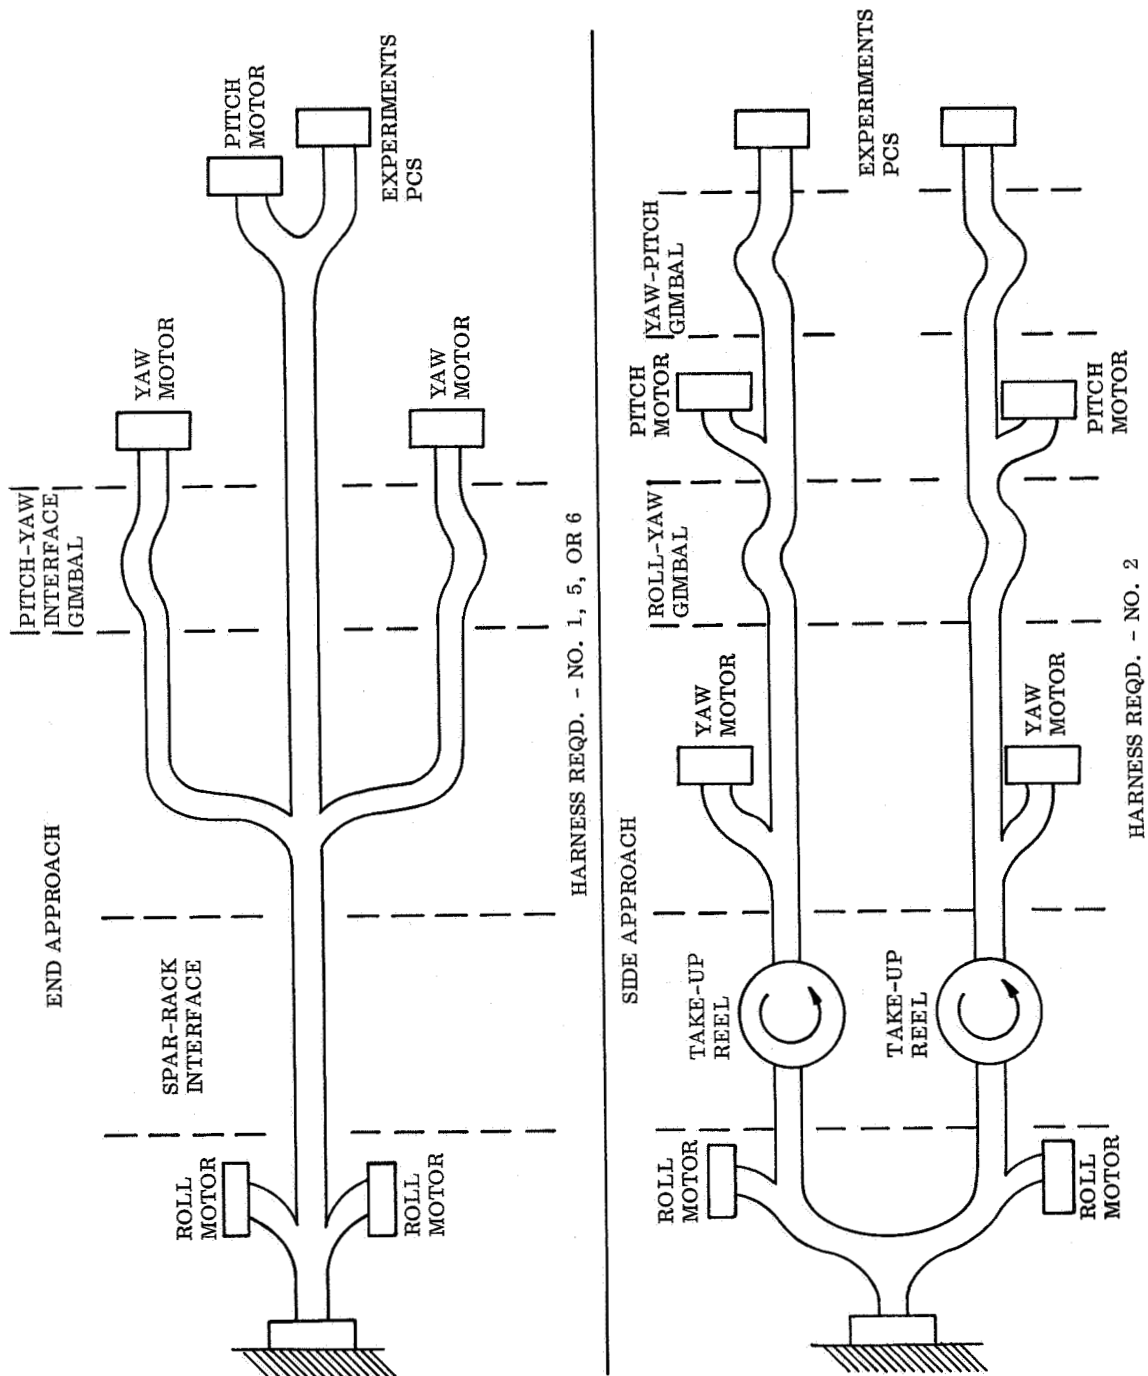 END APPROACH
PITCH-YAW
INTERFACE
GIMBAL
SPAR-RACK
INTERFACE
YAW
MOTOR
PITCH
MOTOR
ROLL
MOTOR
ROLL
MOTOR
YAW
MOTOR
EXPERIMENTS
PCS
HARNESS REQD. - NO. 1, 5, OR 6
SIDE APPROACH
ROLL
MOTOR
TAKE-UP
REEL
YAW
MOTOR
ROLL-YAW
GIMBAL
PITCH
MOTOR
YAW-PITCH
GIMBAL
EXPERIMENTS
PCS
TAKE-UP
REEL
ROLL
MOTOR
YAW
MOTOR
PITCH
MOTOR
HARNESS REQD. - NO. 2